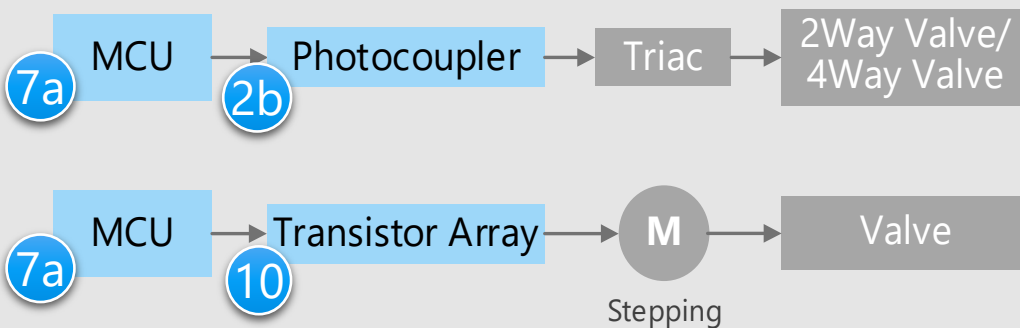 MCU
Photocoupler
Triac
2Way Valve/
4Way Valve
7a
2b
MCU
Transistor Array
M
Valve
7a
10
Stepping